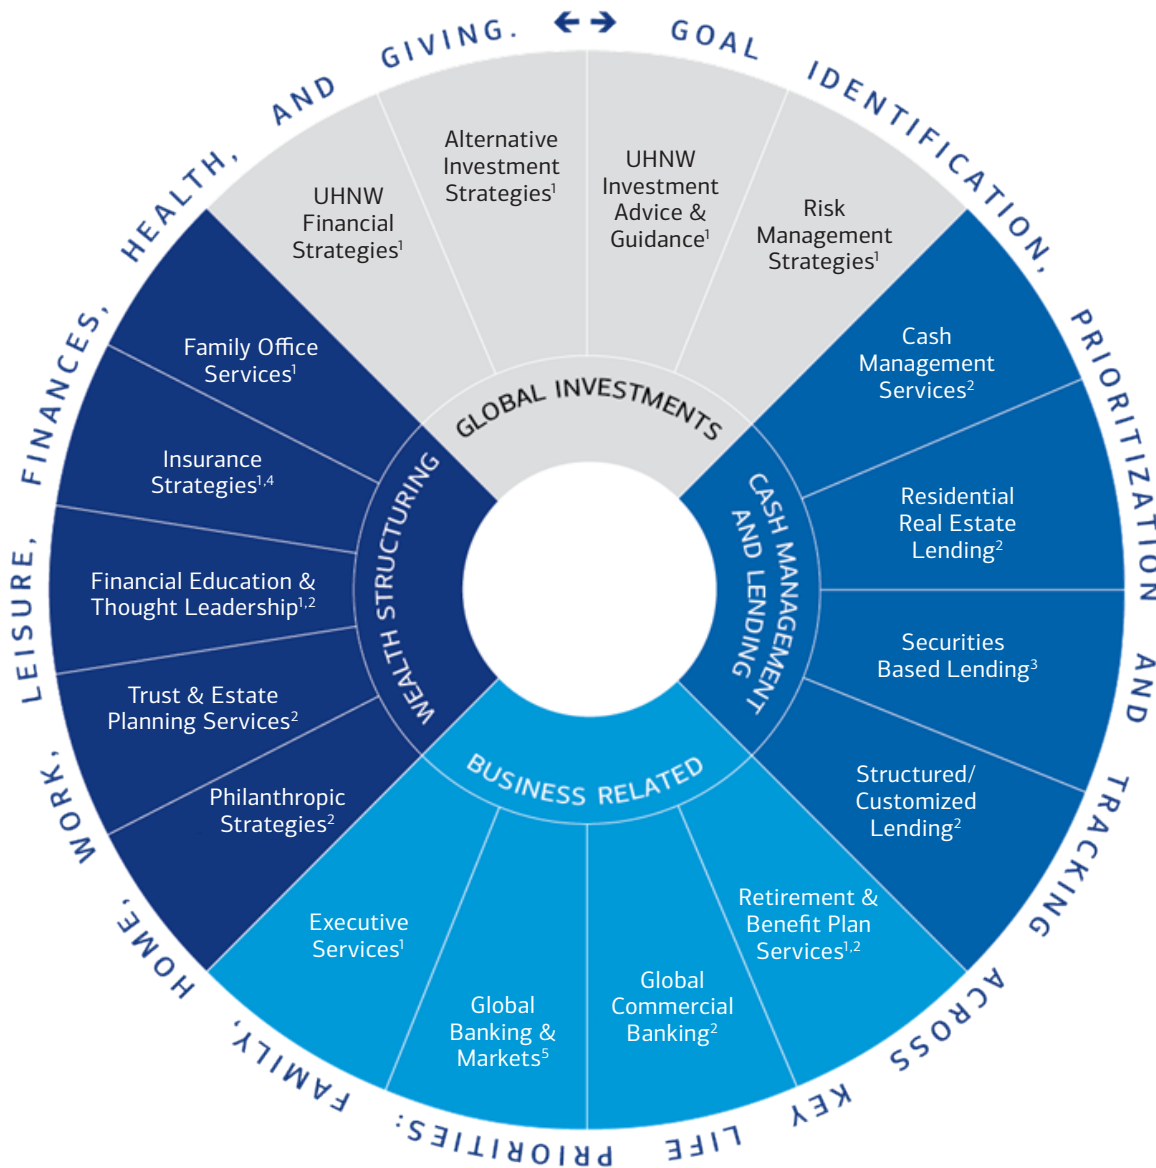 GOAL IDENTIFICATION, PRIORITIZATION AND TRACKING ACROSS KEY LIFE PRIORITIES: FAMILY, HOME, WORK, LEISURE, FINANCES, HEALTH, AND GIVING.
GLOBAL INVESTMENTS
UHNW
Financial
Strategies¹
Alternative
Investment
Strategies¹
UHNW
Investment
Advice &
Guidance¹
Risk
Management
Strategies¹
CASH MANAGEMENT
AND LENDING
Cash
Management
Services²
Residential
Real Estate
Lending²
Securities
Based Lending³
Structured/
Customized
Lending²
BUSINESS RELATED
Retirement &
Benefit Plan
Services¹,²
Global
Commercial
Banking²
Global
Banking &
Markets⁵
Executive
Services¹
WEALTH STRUCTURING
Philanthropic
Strategies²
Trust & Estate
Planning Services²
Financial Education &
Thought Leadership¹,²
Insurance
Strategies¹,⁴
Family Office
Services¹